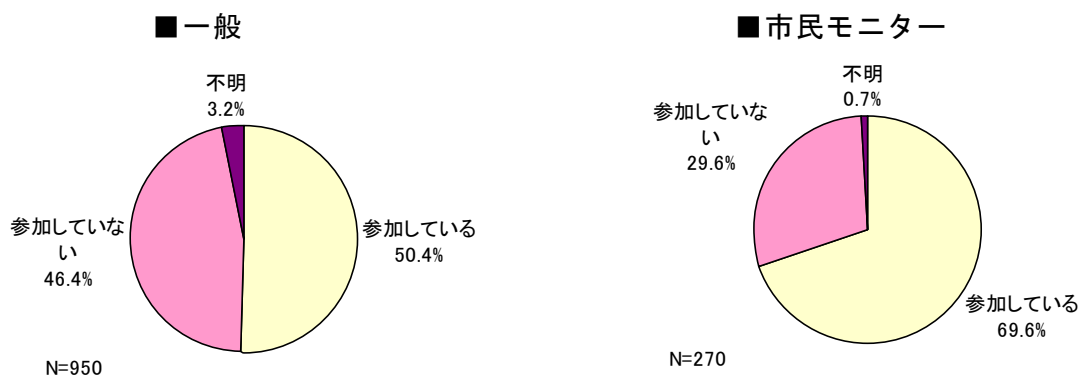 ■一般
不明
3.2%
参加していな
い
46.4%
参加している
50.4%
N=950
■市民モニター
不明
0.7%
参加していな
い
29.6%
参加している
69.6%
N=270